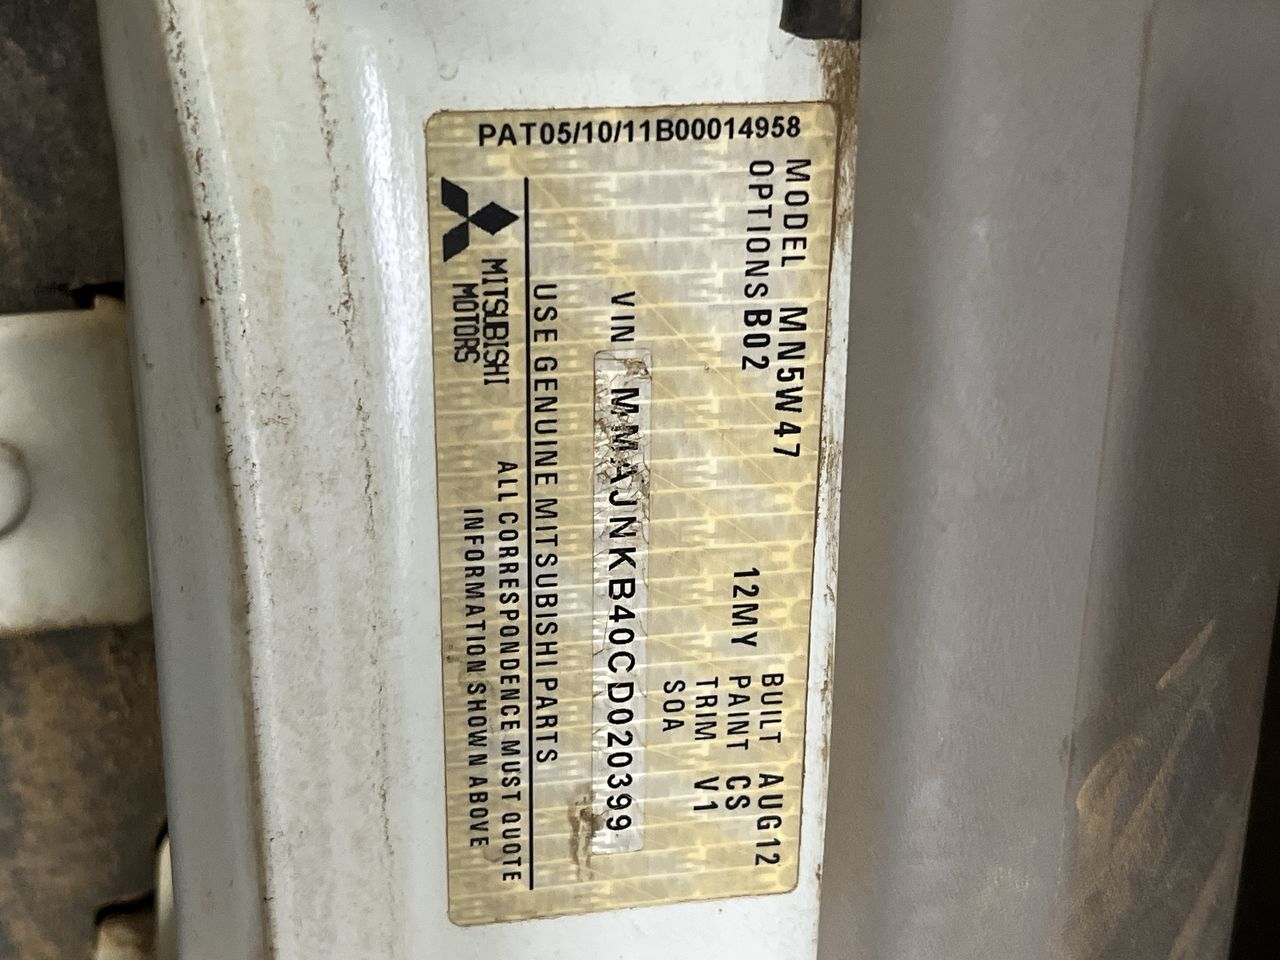 PAT05/10/11B00014958
MODEL MN5W47
OPTIONS B02
BUILT AUG12
12MY PAINT CS
TRIM V1
SOA
VIN MMAJNKB40CD020399
USE GENUINE MITSUBISHI PARTS
MITSUBISHI
MOTORS
ALL CORRESPONDENCE MUST QUOTE
INFORMATION SHOWN ABOVE